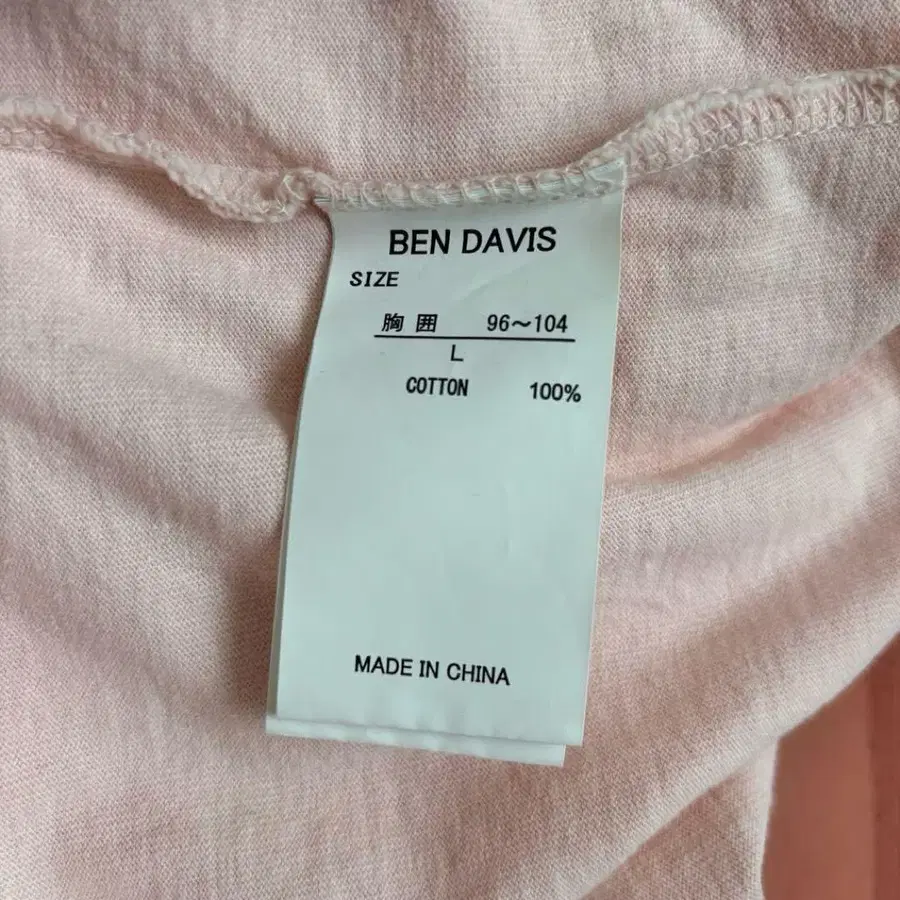 BEN DAVIS
SIZE
胸囲 96～104
L
COTTON 100%
MADE IN CHINA